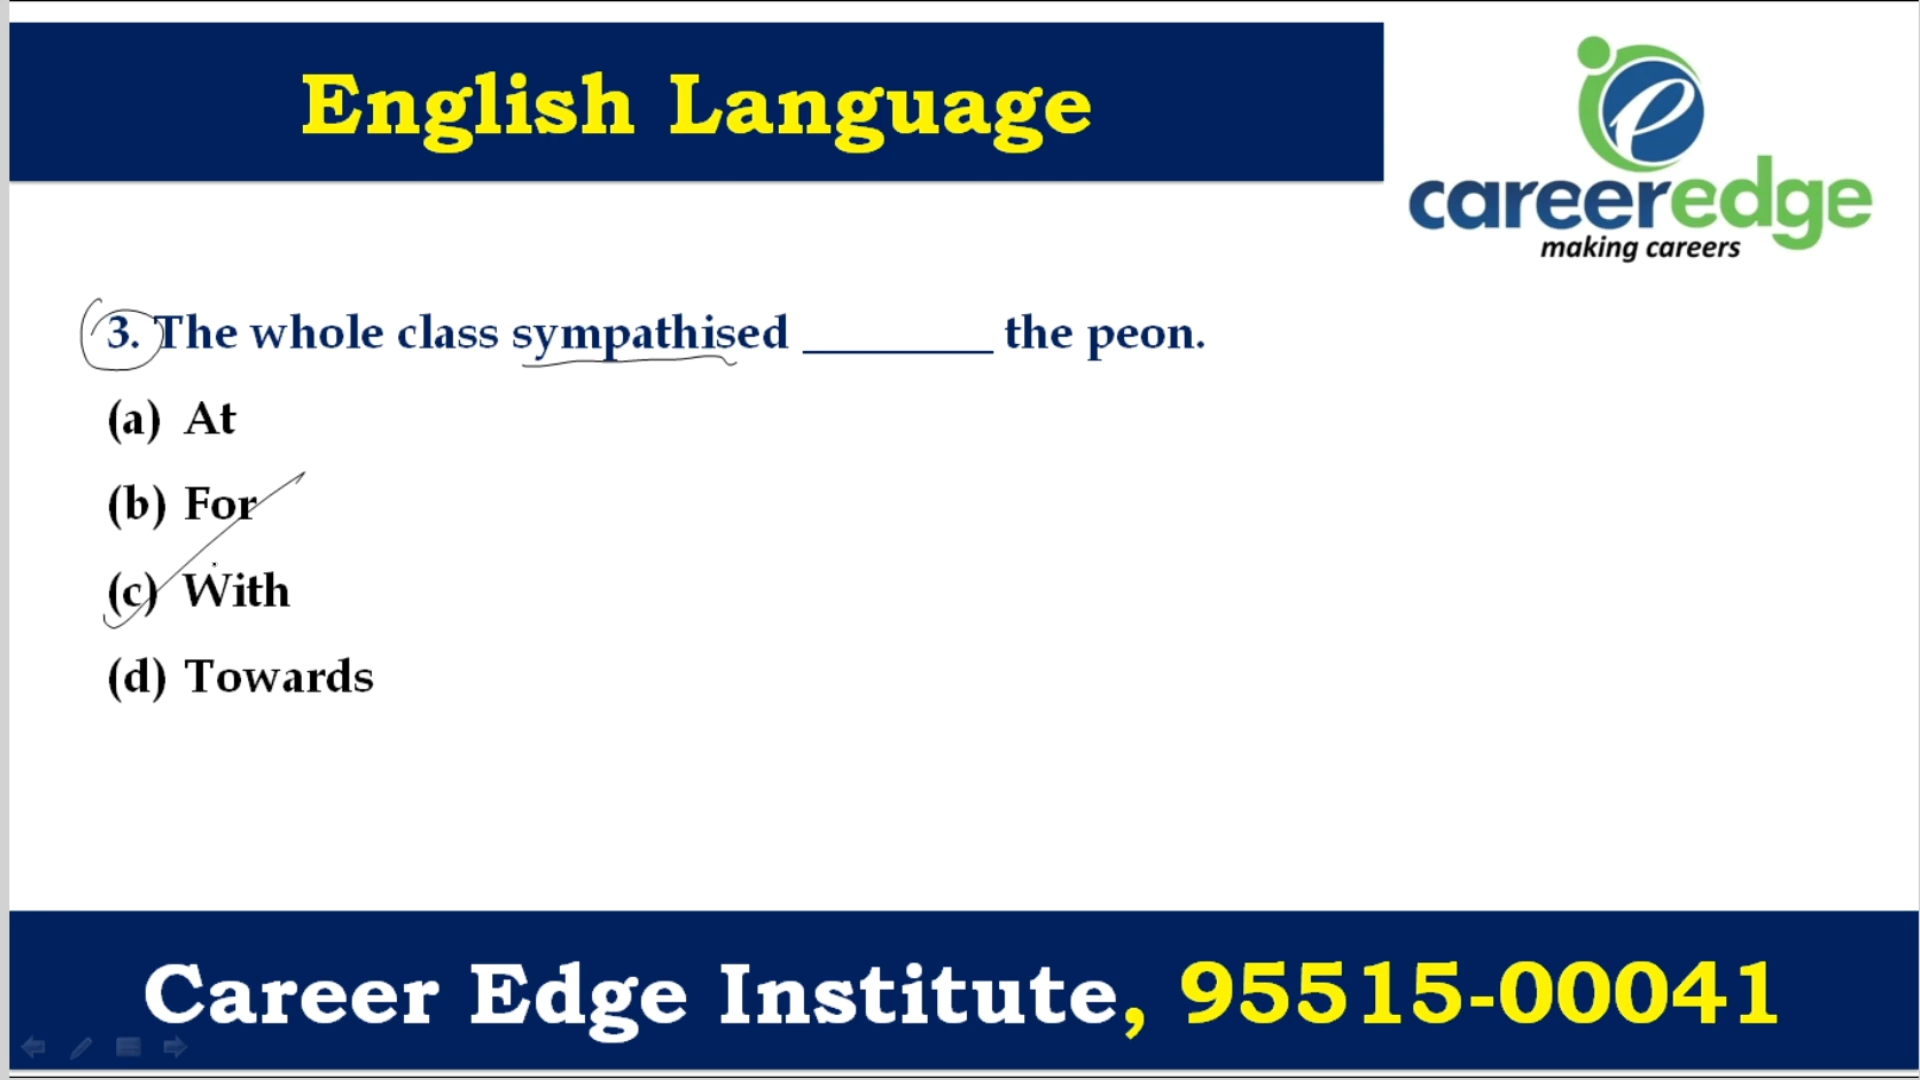 English Language
careeredge
making careers
3. The whole class sympathised ________ the peon.
(a) At
(b) For
(c) With
(d) Towards
Career Edge Institute, 95515-00041